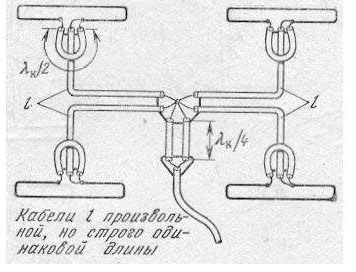 λк/2
l
l
λк/4
Кабели l произволь-
ной, но строго оди-
наковой длины